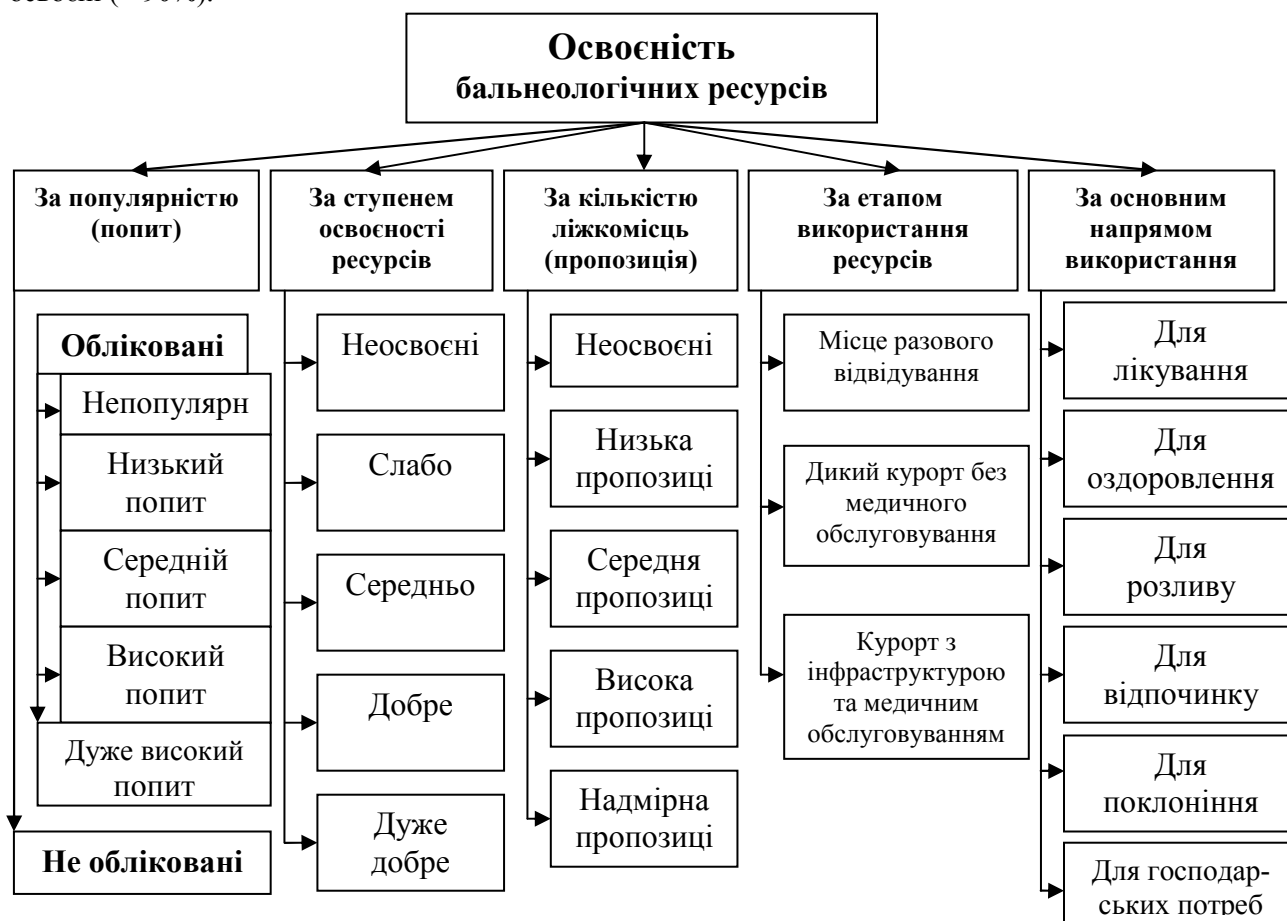 Освоєність
бальнеологічних ресурсів
За популярністю
(попит)
Обліковані
Непопулярн
Низький
попит
Середній
попит
Високий
попит
Дуже високий
попит
Не обліковані
За ступенем
освоєності
ресурсів
Неосвоєні
Слабо
Середньо
Добре
Дуже
добре
За кількістю
ліжкомісць
(пропозиція)
Неосвоєні
Низька
пропозиці
Середня
пропозиці
Висока
пропозиці
Надмірна
пропозиці
За етапом
використання
ресурсів
Місце разового
відвідування
Дикий курорт без
медичного
обслуговування
Курорт з
інфраструктурою
та медичним
обслуговуванням
За основним
напрямом
використання
Для
лікування
Для
оздоровлення
Для
розливу
Для
відпочинку
Для
поклоніння
Для господар-
ських потреб